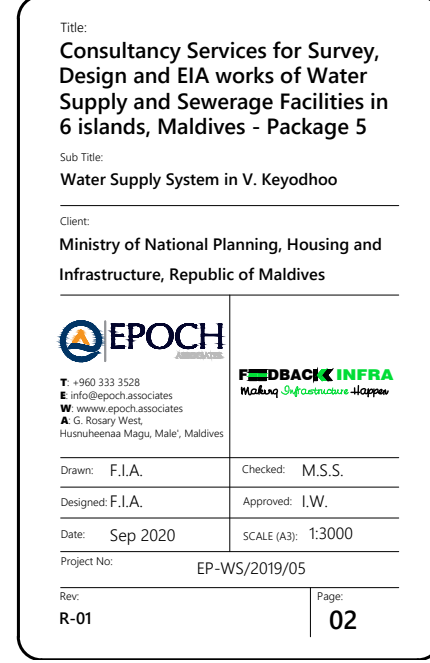 Title:
Consultancy Services for Survey,
Design and EIA works of Water
Supply and Sewerage Facilities in
6 islands, Maldives - Package 5
Sub Title:
Water Supply System in V. Keyodhoo
Client:
Ministry of National Planning, Housing and
Infrastructure, Republic of Maldives
EPOCH
ASSOCIATES
T: +960 333 3528
E: info@epoch.associates
W: wwww.epoch.associates
A: G. Rosary West,
Husnuheenaa Magu, Male', Maldives
FEEDBACK INFRA
Making Infrastructure Happen
Drawn: F.I.A. Checked: M.S.S.
Designed: F.I.A. Approved: I.W.
Date: Sep 2020 SCALE (A3): 1:3000
Project No: EP-WS/2019/05
Rev: Page:
R-01 02